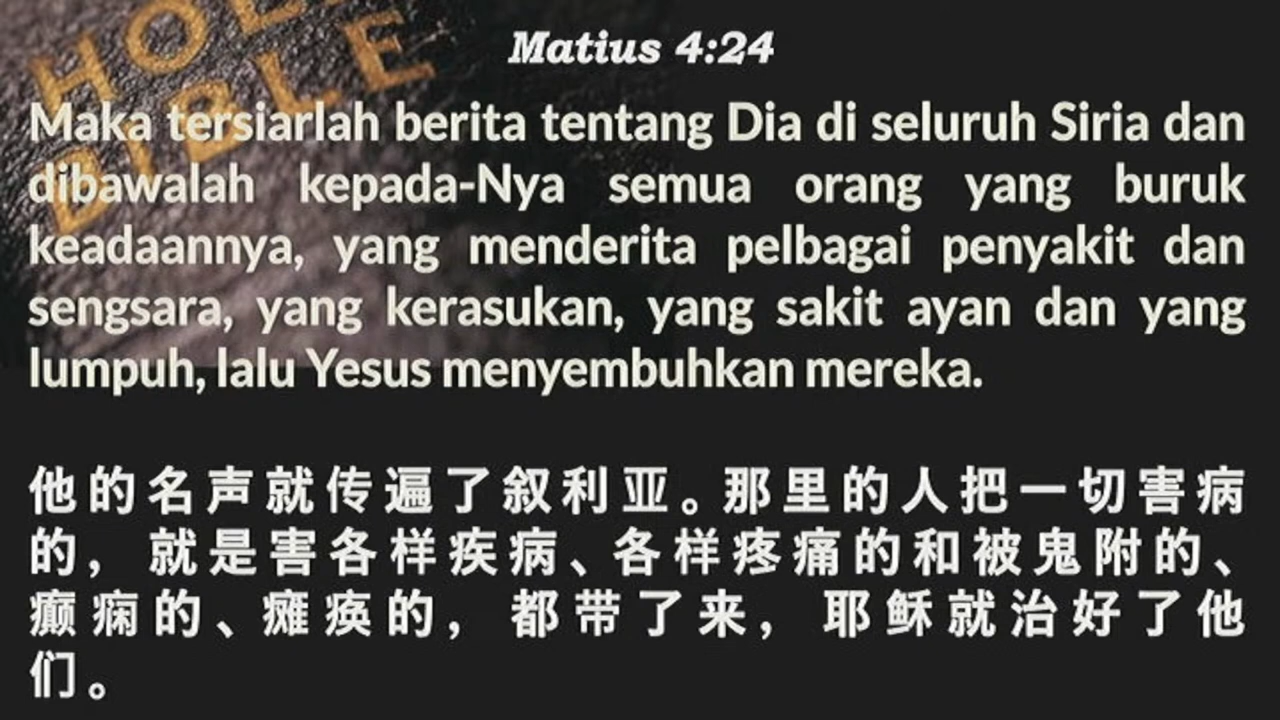 HOLY
BIBLE
Matius 4:24
Maka tersiarlah berita tentang Dia di seluruh Siria dan
dibawalah kepada-Nya semua orang yang buruk
keadaannya, yang menderita pelbagai penyakit dan
sengsara, yang kerasukan, yang sakit ayan dan yang
lumpuh, lalu Yesus menyembuhkan mereka.
他的名声就传遍了叙利亚。那里的人把一切害病
的，就是害各样疾病、各样疼痛的和被鬼附的、
癫痫的、瘫痪的，都带了来，耶稣就治好了他
们。